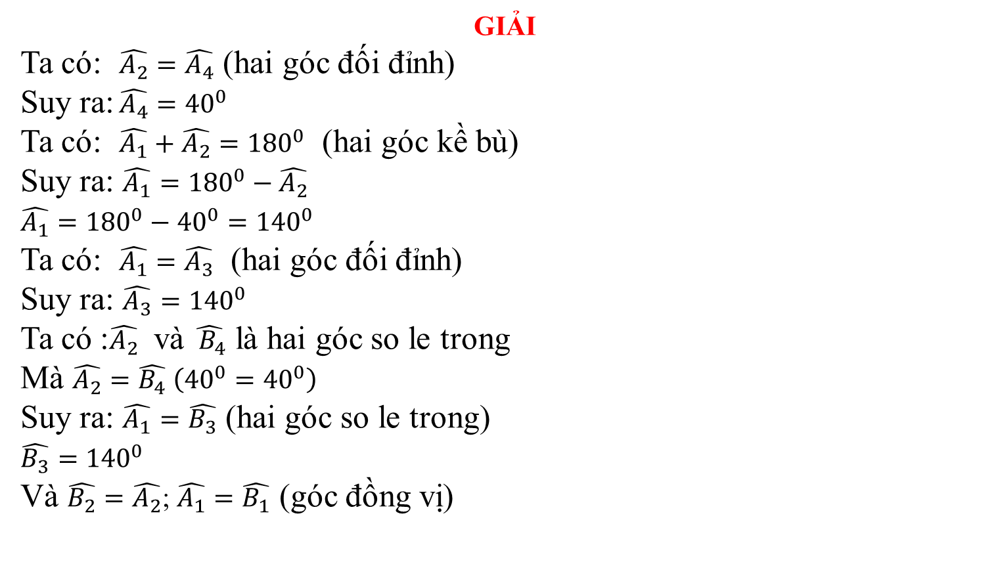 GIẢI
Ta có: $\widehat{A_2} = \widehat{A_4}$ (hai góc đối đỉnh)
Suy ra: $\widehat{A_4} = 40^0$
Ta có: $\widehat{A_1} + \widehat{A_2} = 180^0$ (hai góc kề bù)
Suy ra: $\widehat{A_1} = 180^0 - \widehat{A_2}$
$\widehat{A_1} = 180^0 - 40^0 = 140^0$
Ta có: $\widehat{A_1} = \widehat{A_3}$ (hai góc đối đỉnh)
Suy ra: $\widehat{A_3} = 140^0$
Ta có :$\widehat{A_2}$ và $\widehat{B_4}$ là hai góc so le trong
Mà $\widehat{A_2} = \widehat{B_4}$ ($40^0 = 40^0$)
Suy ra: $\widehat{A_1} = \widehat{B_3}$ (hai góc so le trong)
$\widehat{B_3} = 140^0$
Và $\widehat{B_2} = \widehat{A_2}$; $\widehat{A_1} = \widehat{B_1}$ (góc đồng vị)